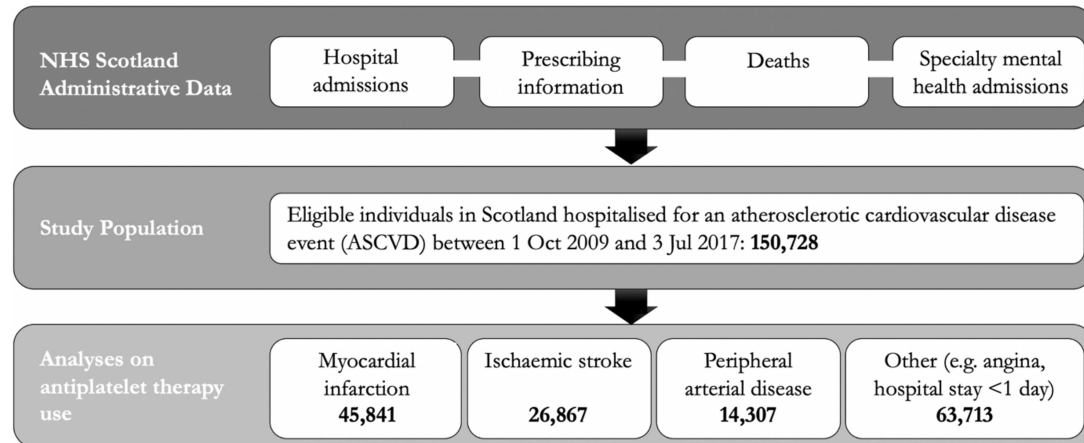 NHS Scotland
Administrative Data
Hospital
admissions
Prescribing
information
Deaths
Specialty mental
health admissions
Study Population
Eligible individuals in Scotland hospitalised for an atherosclerotic cardiovascular disease
event (ASCVD) between 1 Oct 2009 and 3 Jul 2017: 150,728
Analyses on
antiplatelet therapy
use
Myocardial
infarction
45,841
Ischaemic stroke
26,867
Peripheral
arterial disease
14,307
Other (e.g. angina,
hospital stay <1 day)
63,713